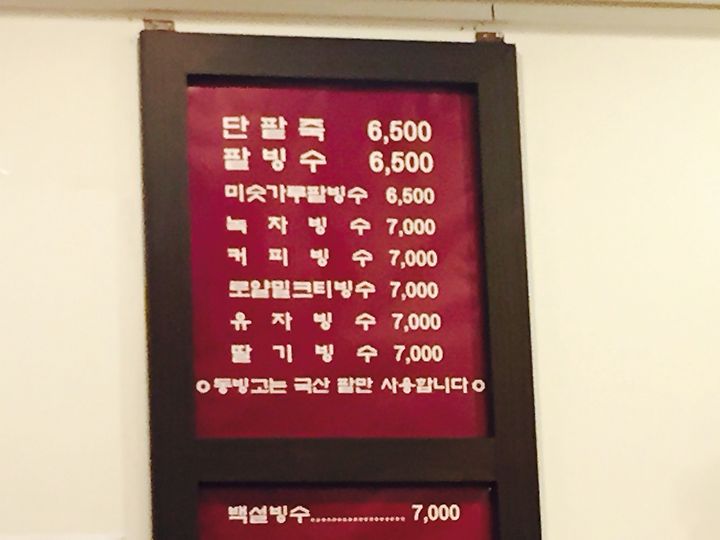 단팥죽 6,500
팥빙수 6,500
미숫가루팥빙수 6,500
녹차빙수 7,000
커피빙수 7,000
로얄밀크티빙수 7,000
유자빙수 7,000
딸기빙수 7,000
○동빙고는 국산 팥만 사용합니다○
백설빙수.................. 7,000